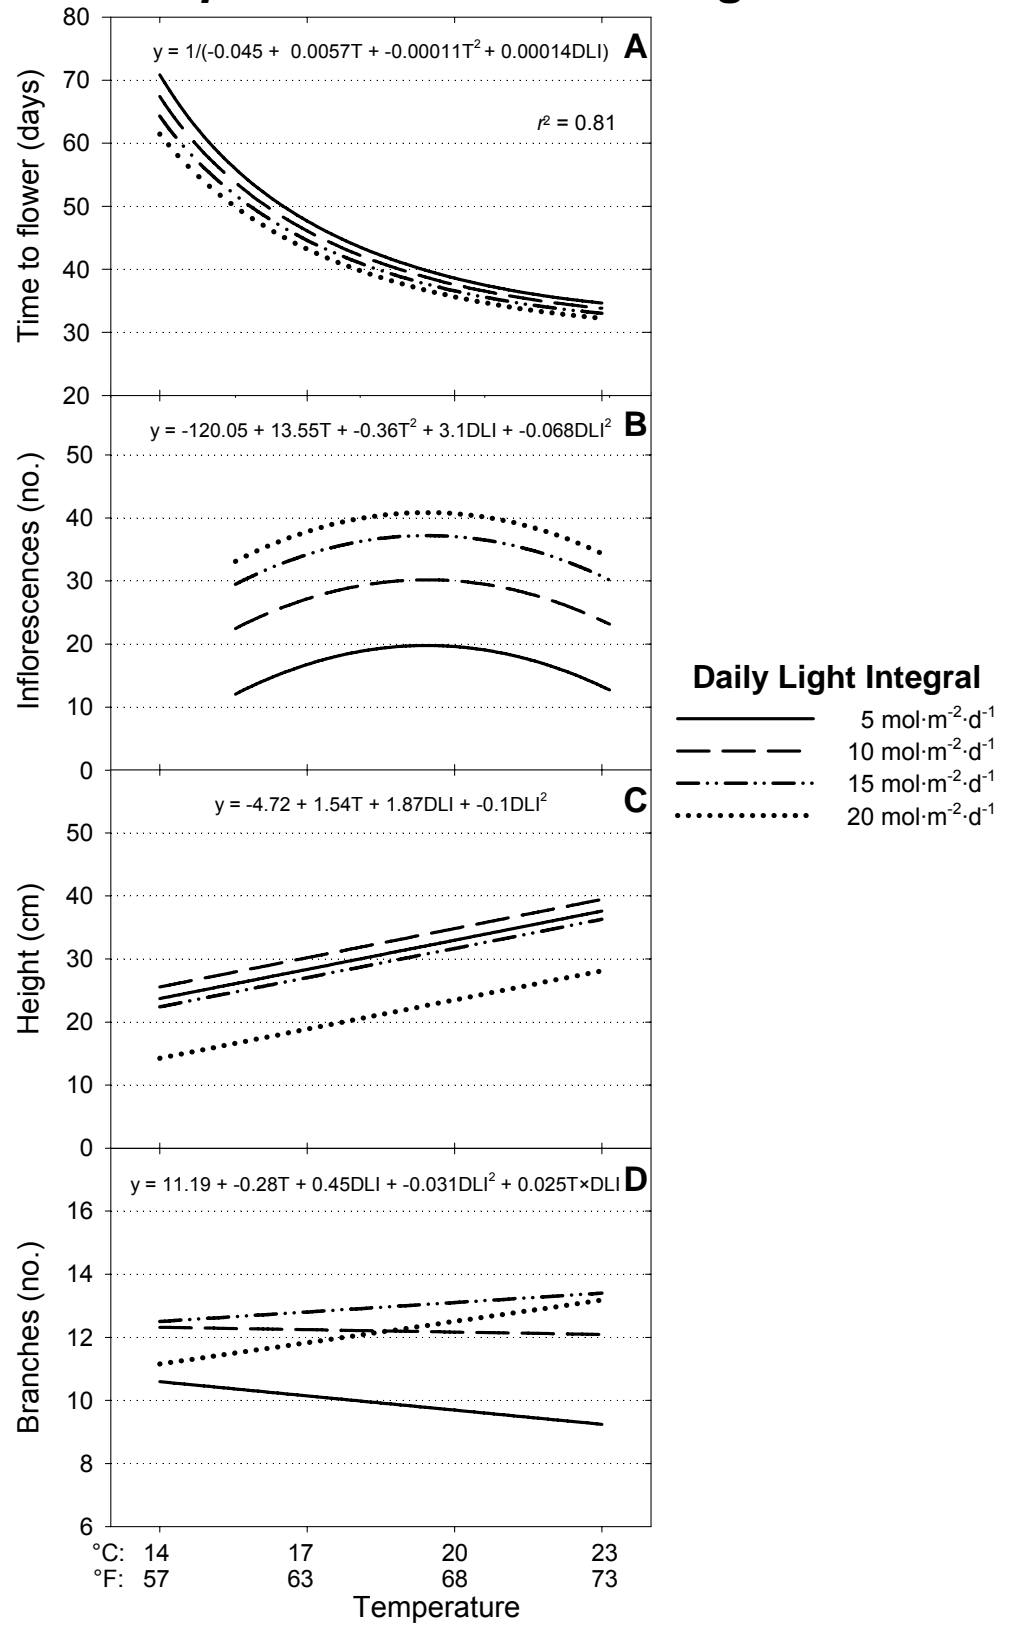 80
y = 1/(-0.045 + 0.0057T + -0.00011T² + 0.00014DLI) A
70
r² = 0.81
60
50
40
30
20
Time to flower (days)
y = -120.05 + 13.55T + -0.36T² + 3.1DLI + -0.068DLI² B
50
40
30
20
10
0
Inflorescences (no.)
Daily Light Integral
5 mol·m⁻²·d⁻¹
10 mol·m⁻²·d⁻¹
15 mol·m⁻²·d⁻¹
20 mol·m⁻²·d⁻¹
y = -4.72 + 1.54T + 1.87DLI + -0.1DLI² C
50
40
30
20
10
0
Height (cm)
y = 11.19 + -0.28T + 0.45DLI + -0.031DLI² + 0.025T×DLI D
16
14
12
10
8
6
Branches (no.)
°C: 14 17 20 23
°F: 57 63 68 73
Temperature